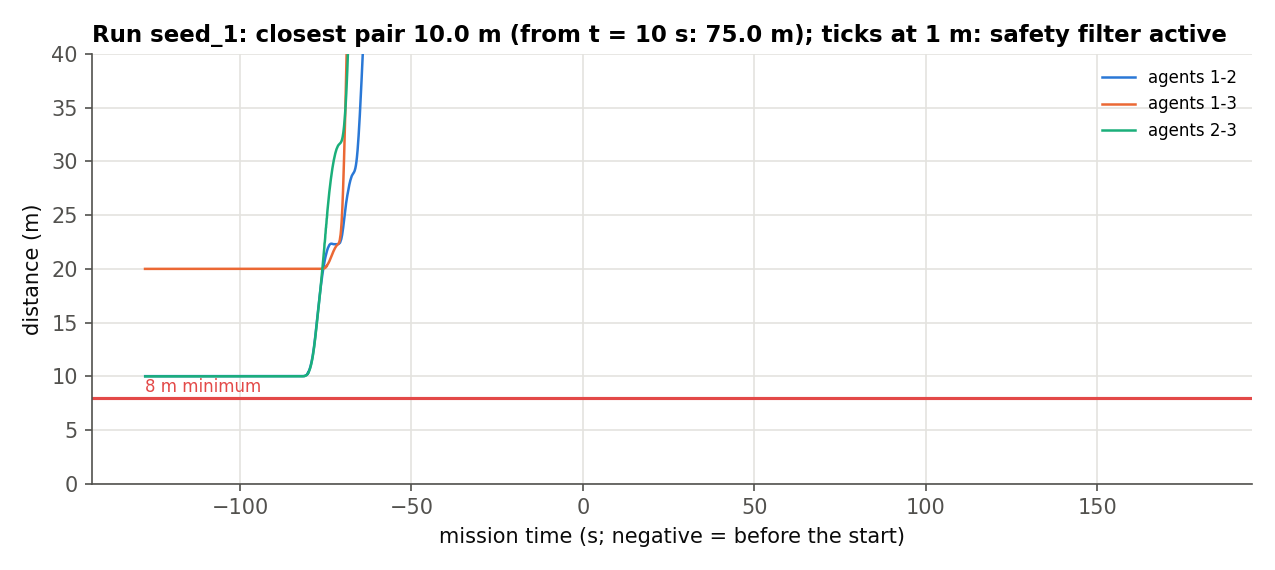 Run seed_1: closest pair 10.0 m (from t = 10 s: 75.0 m); ticks at 1 m: safety filter active
40
35
30
25
20
15
10
5
0
distance (m)
agents 1-2
agents 1-3
agents 2-3
8 m minimum
−100
−50
0
50
100
150
mission time (s; negative = before the start)